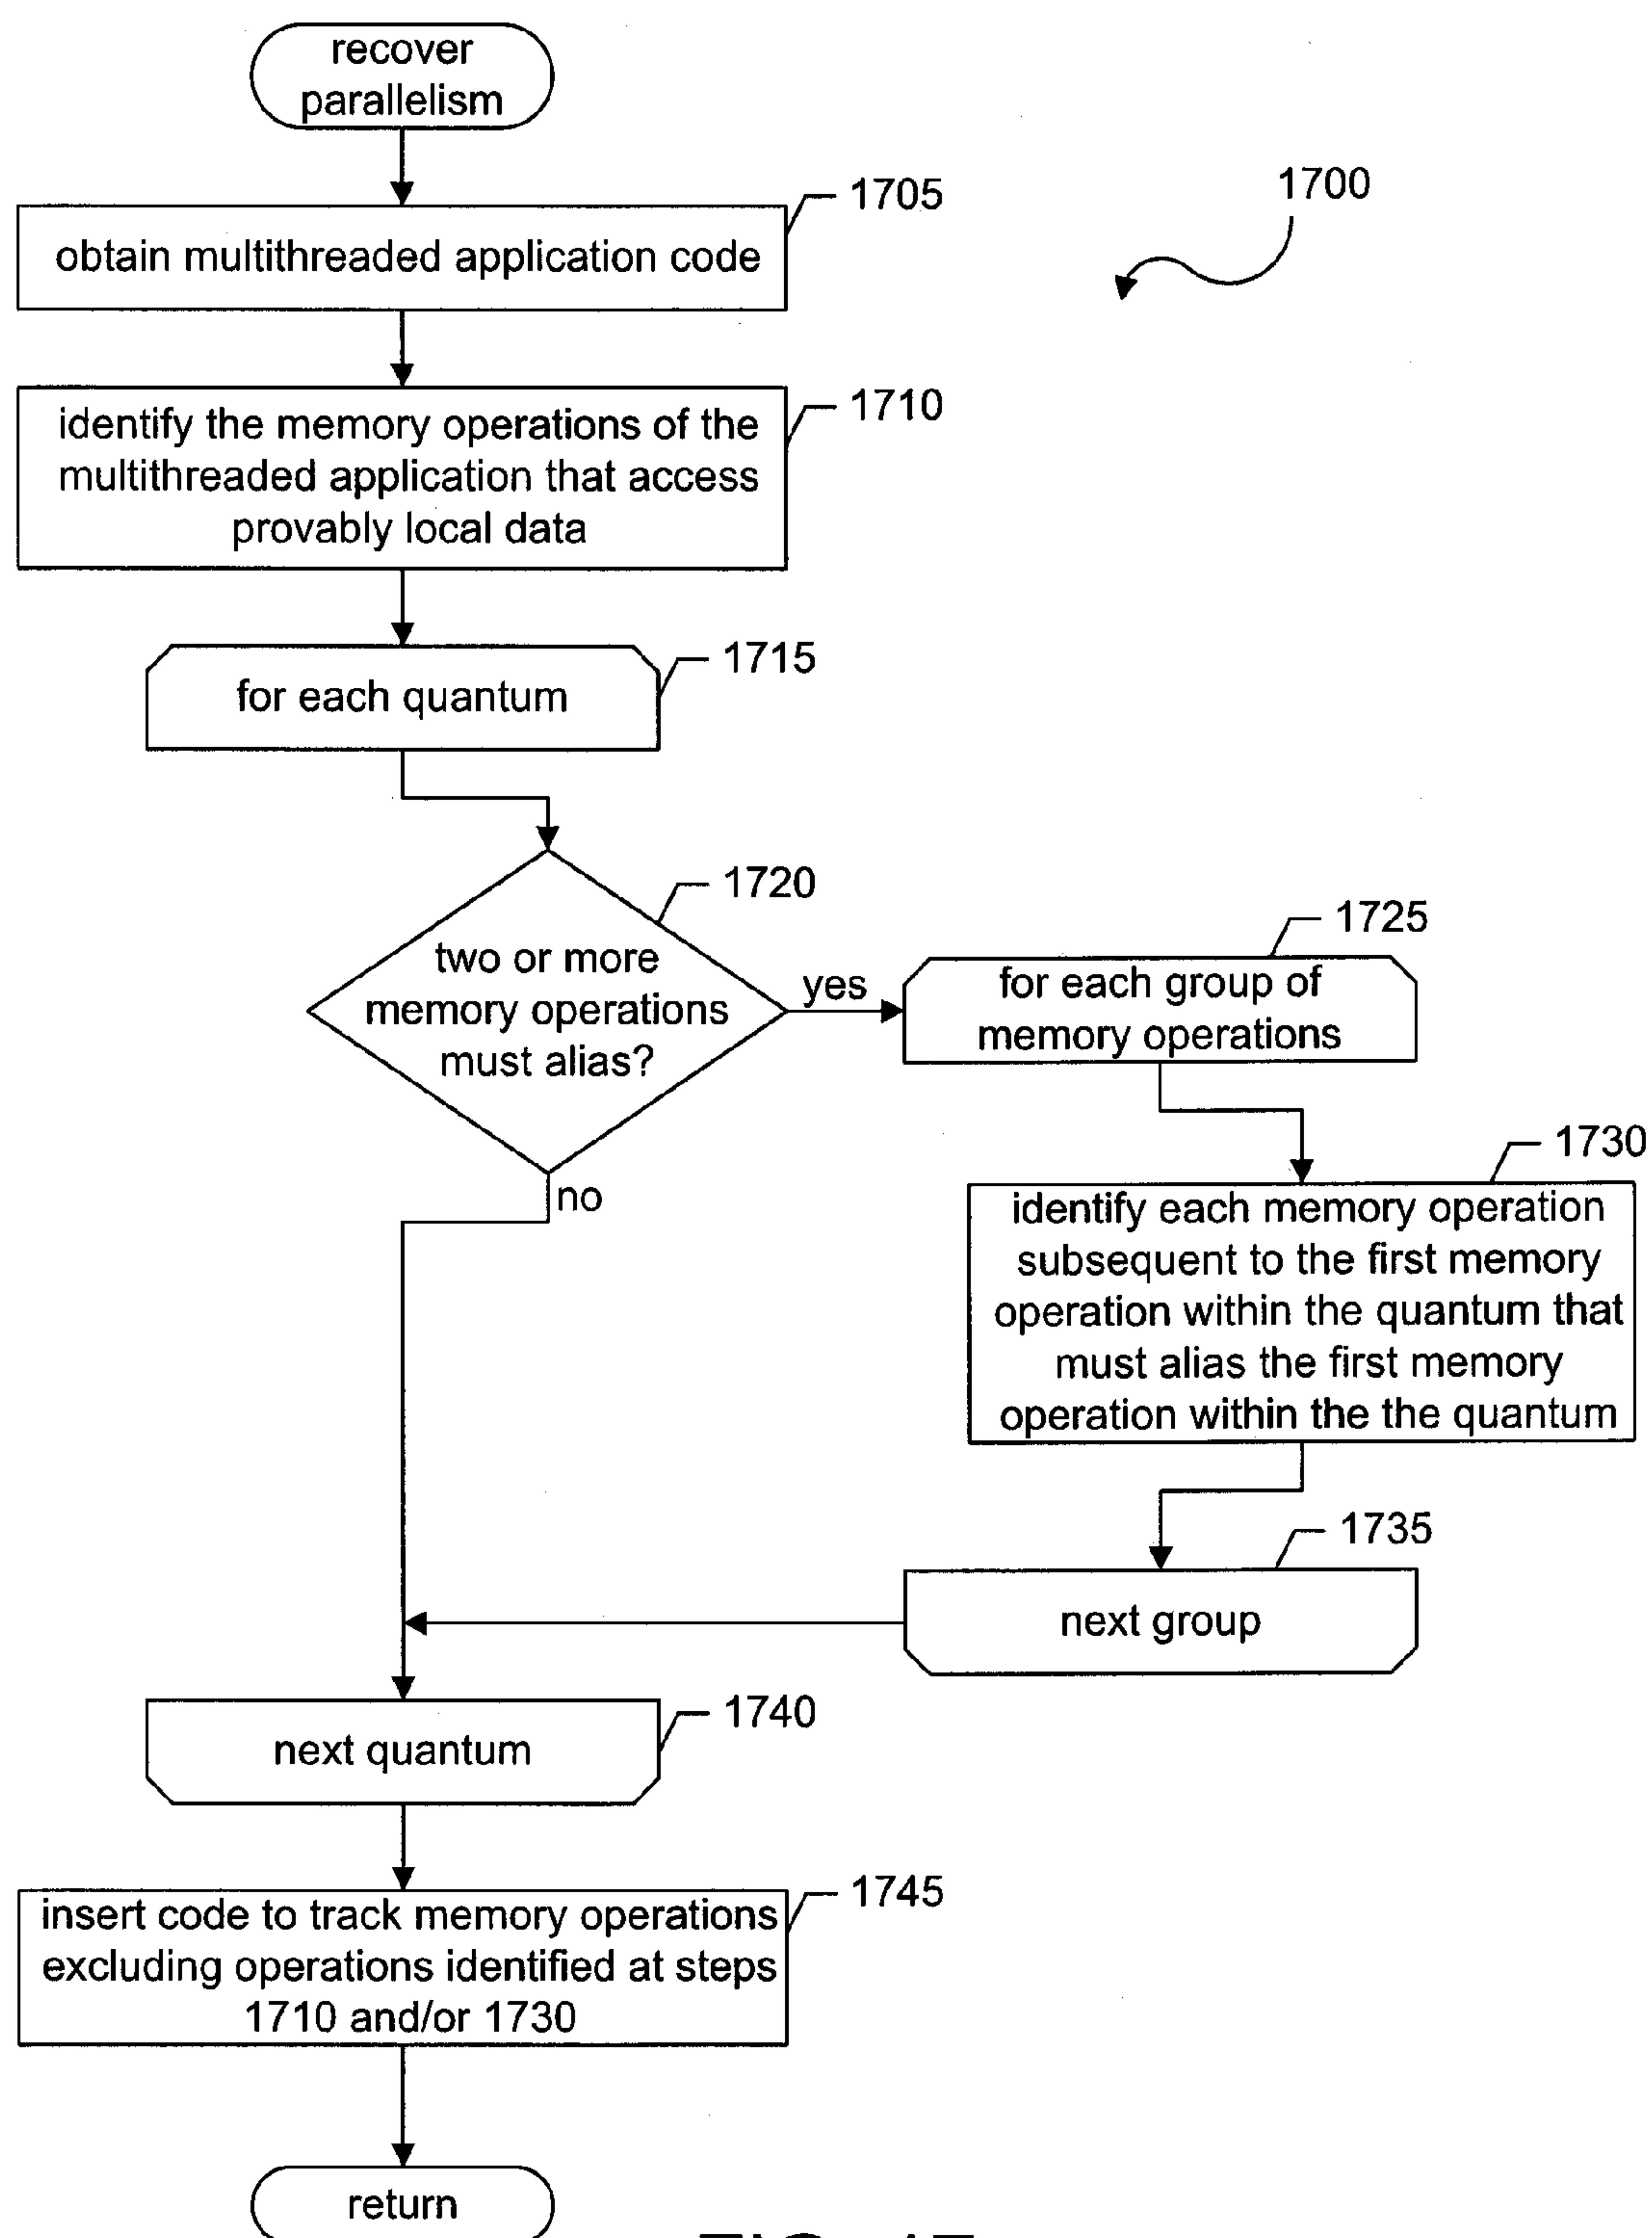 recover
parallelism
1705
1700
obtain multithreaded application code
1710
identify the memory operations of the
multithreaded application that access
provably local data
1715
for each quantum
1720
two or more
memory operations
must alias?
yes
no
1725
for each group of
memory operations
1730
identify each memory operation
subsequent to the first memory
operation within the quantum that
must alias the first memory
operation within the the quantum
1735
next group
1740
next quantum
1745
insert code to track memory operations
excluding operations identified at steps
1710 and/or 1730
return